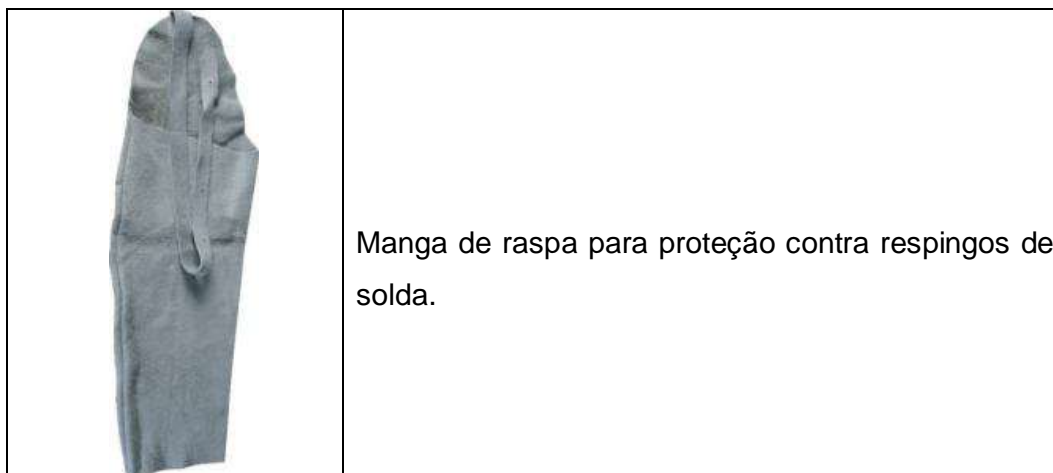 Manga de raspa para proteção contra respingos de
solda.